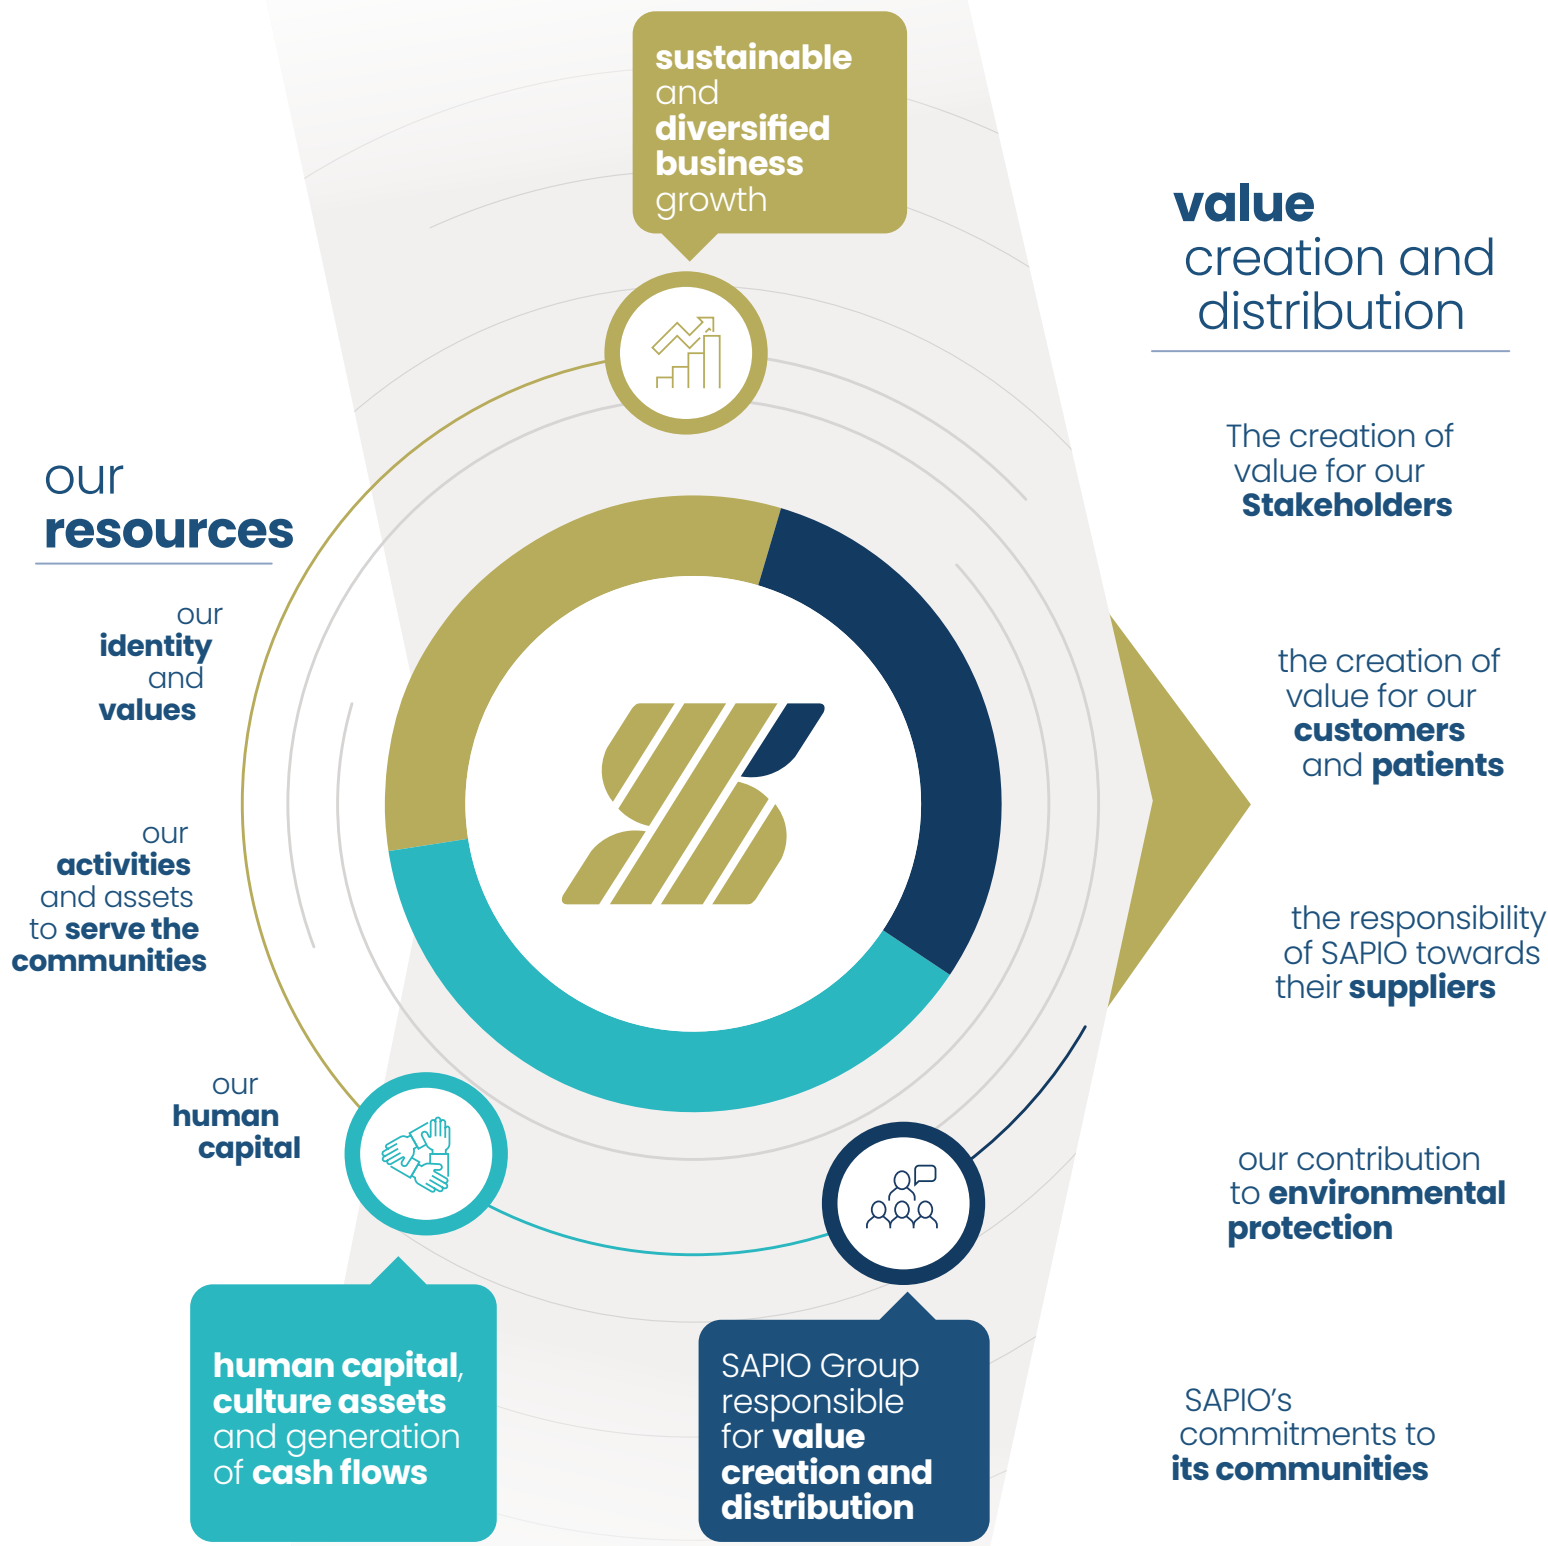 sustainable
and
diversified
business
growth
our
resources
our
identity
and
values
our
activities
and assets
to serve the
communities
our
human
capital
human capital,
culture assets
and generation
of cash flows
SAPIO Group
responsible
for value
creation and
distribution
value
creation and
distribution
The creation of
value for our
Stakeholders
the creation of
value for our
customers
and patients
the responsibility
of SAPIO towards
their suppliers
our contribution
to environmental
protection
SAPIO’s
commitments to
its communities